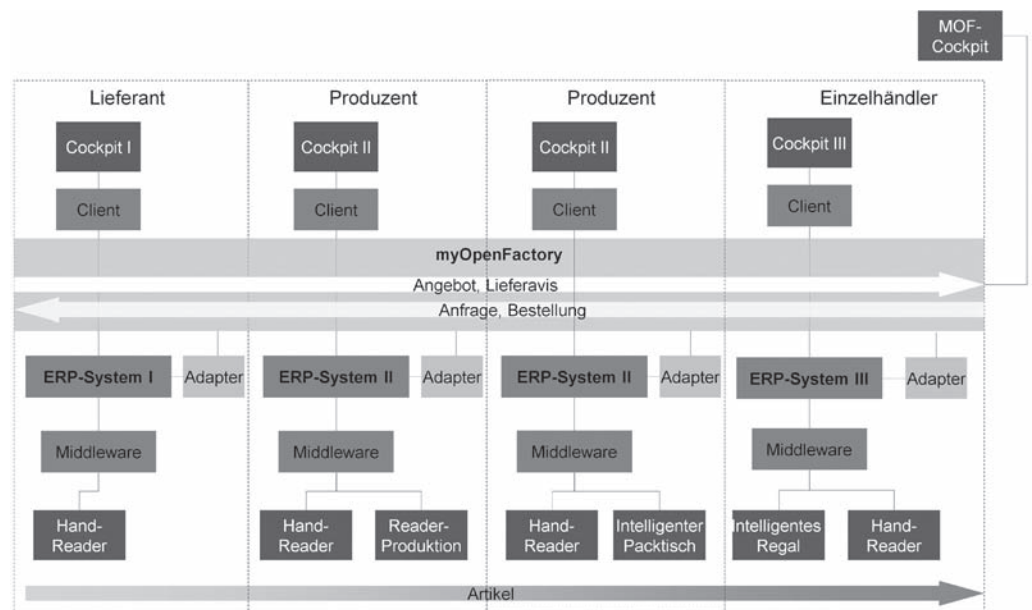 MOF-
Cockpit
Lieferant
Produzent
Produzent
Einzelhändler
Cockpit I
Cockpit II
Cockpit II
Cockpit III
Client
Client
Client
Client
myOpenFactory
Angebot, Lieferavis
Anfrage, Bestellung
ERP-System I
Adapter
ERP-System II
Adapter
ERP-System II
Adapter
ERP-System III
Adapter
Middleware
Middleware
Middleware
Middleware
Hand-
Reader
Hand-
Reader
Reader-
Produktion
Hand-
Reader
Intelligenter
Packtisch
Intelligentes
Regal
Hand-
Reader
Artikel